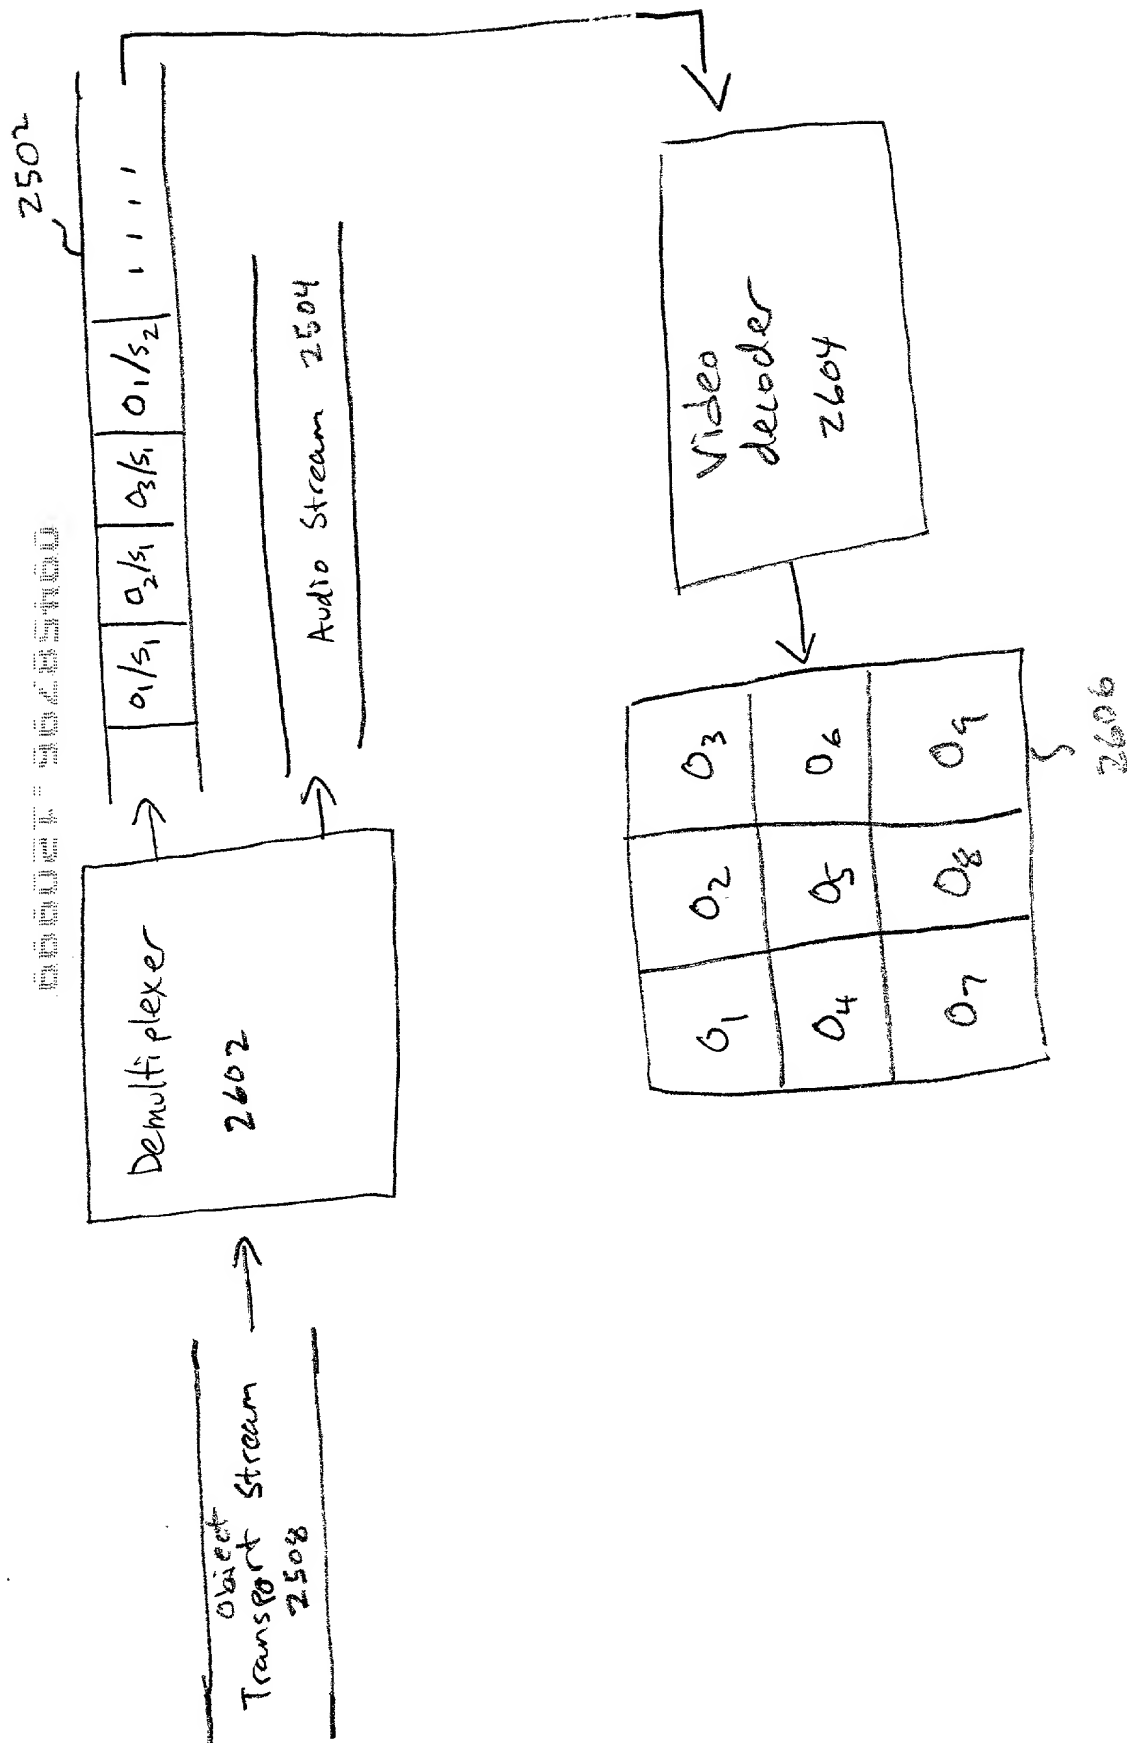 2502
O1/S1 O2/S1 O3/S1 O1/S2 ....
Audio Stream 2504
Demultiplexer
2602
Object
Transport Stream
2508
Video
decoder
2604
O1 O2 O3
O4 O5 O6
O7 O8 O9
2606